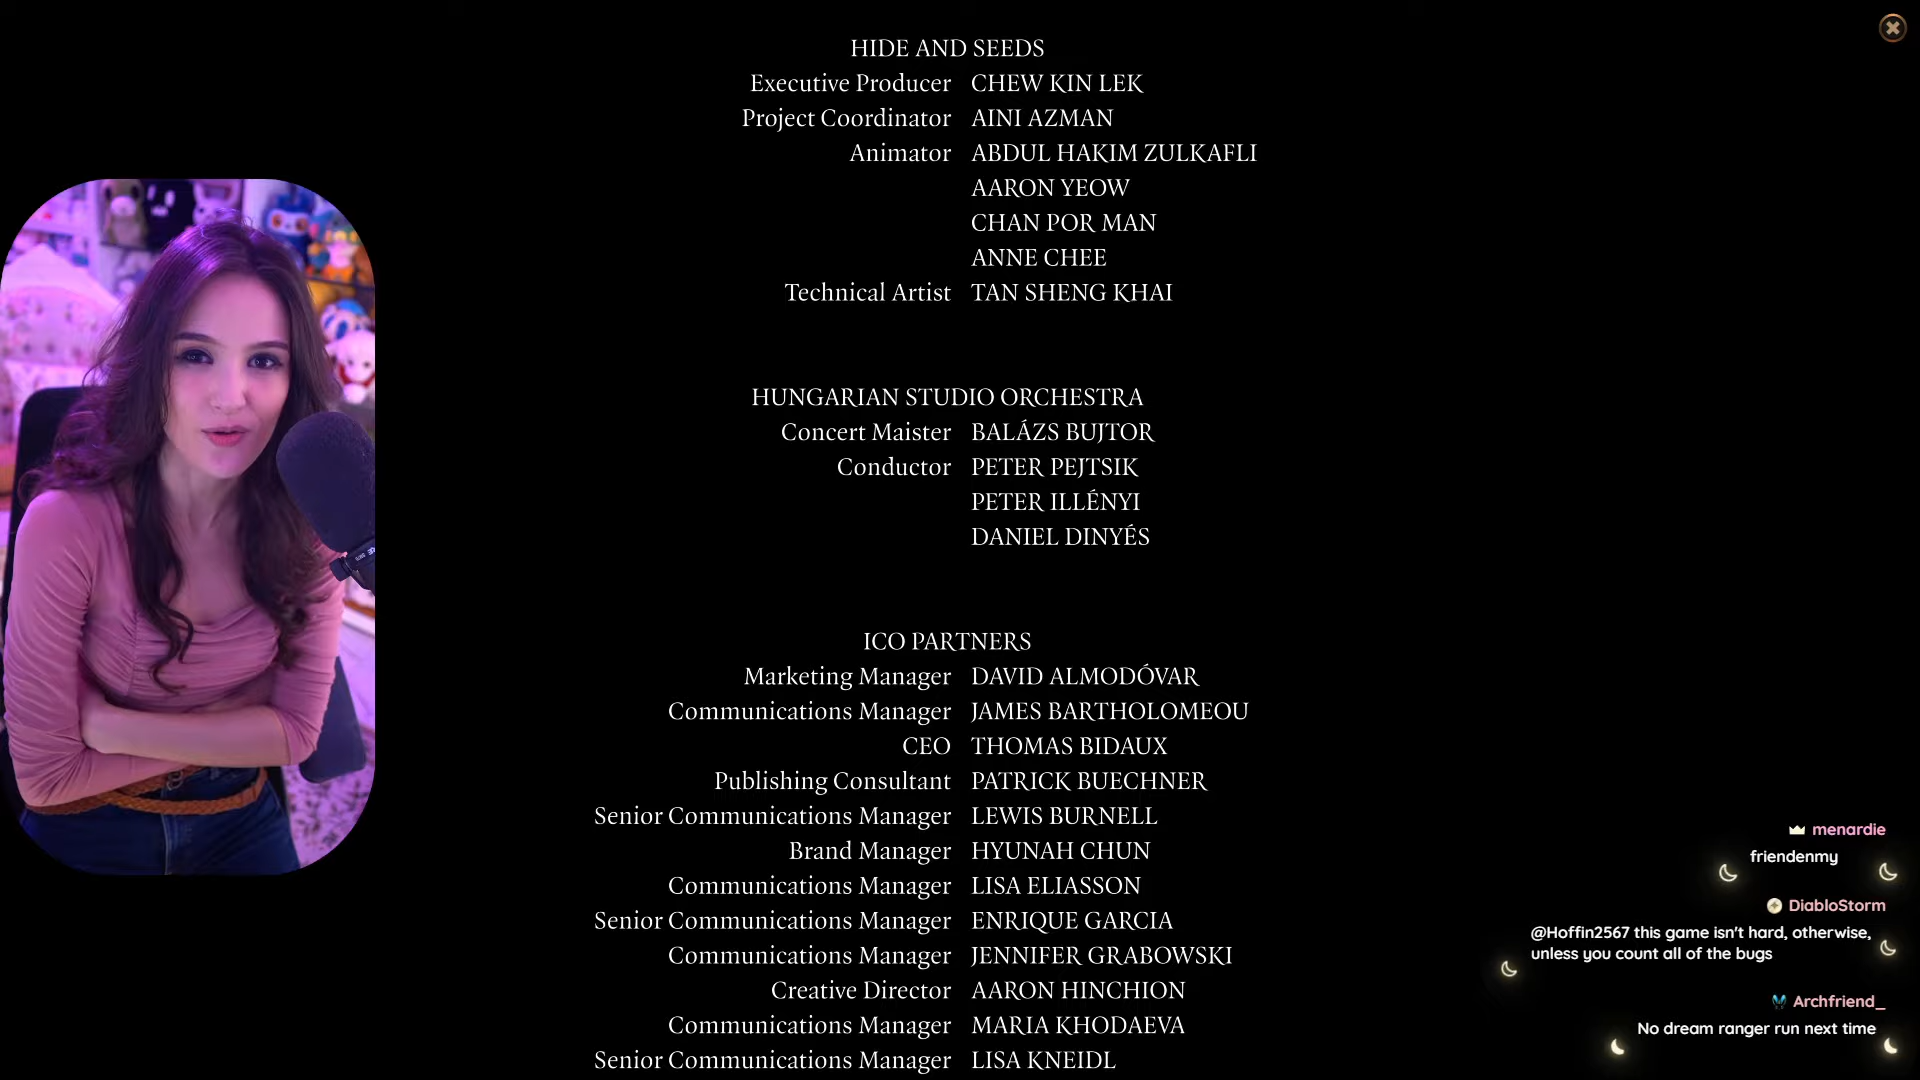 HIDE AND SEEDS
Executive Producer CHEW KIN LEK
Project Coordinator AINI AZMAN
Animator ABDUL HAKIM ZULKAFLI
AARON YEOW
CHAN POR MAN
ANNE CHEE
Technical Artist TAN SHENG KHAI
HUNGARIAN STUDIO ORCHESTRA
Concert Maister BALÁZS BUJTOR
Conductor PETER PEJTSIK
PETER ILLÉNYI
DANIEL DINYÉS
ICO PARTNERS
Marketing Manager DAVID ALMODÓVAR
Communications Manager JAMES BARTHOLOMEOU
CEO THOMAS BIDAUX
Publishing Consultant PATRICK BUECHNER
Senior Communications Manager LEWIS BURNELL
Brand Manager HYUNAH CHUN
Communications Manager LISA ELIASSON
Senior Communications Manager ENRIQUE GARCIA
Communications Manager JENNIFER GRABOWSKI
Creative Director AARON HINCHION
Communications Manager MARIA KHODAEVA
Senior Communications Manager LISA KNEIDL
menardie
friendenmy
DiabloStorm
@Hoffin2567 this game isn't hard, otherwise,
unless you count all of the bugs
Archfriend_
No dream ranger run next time